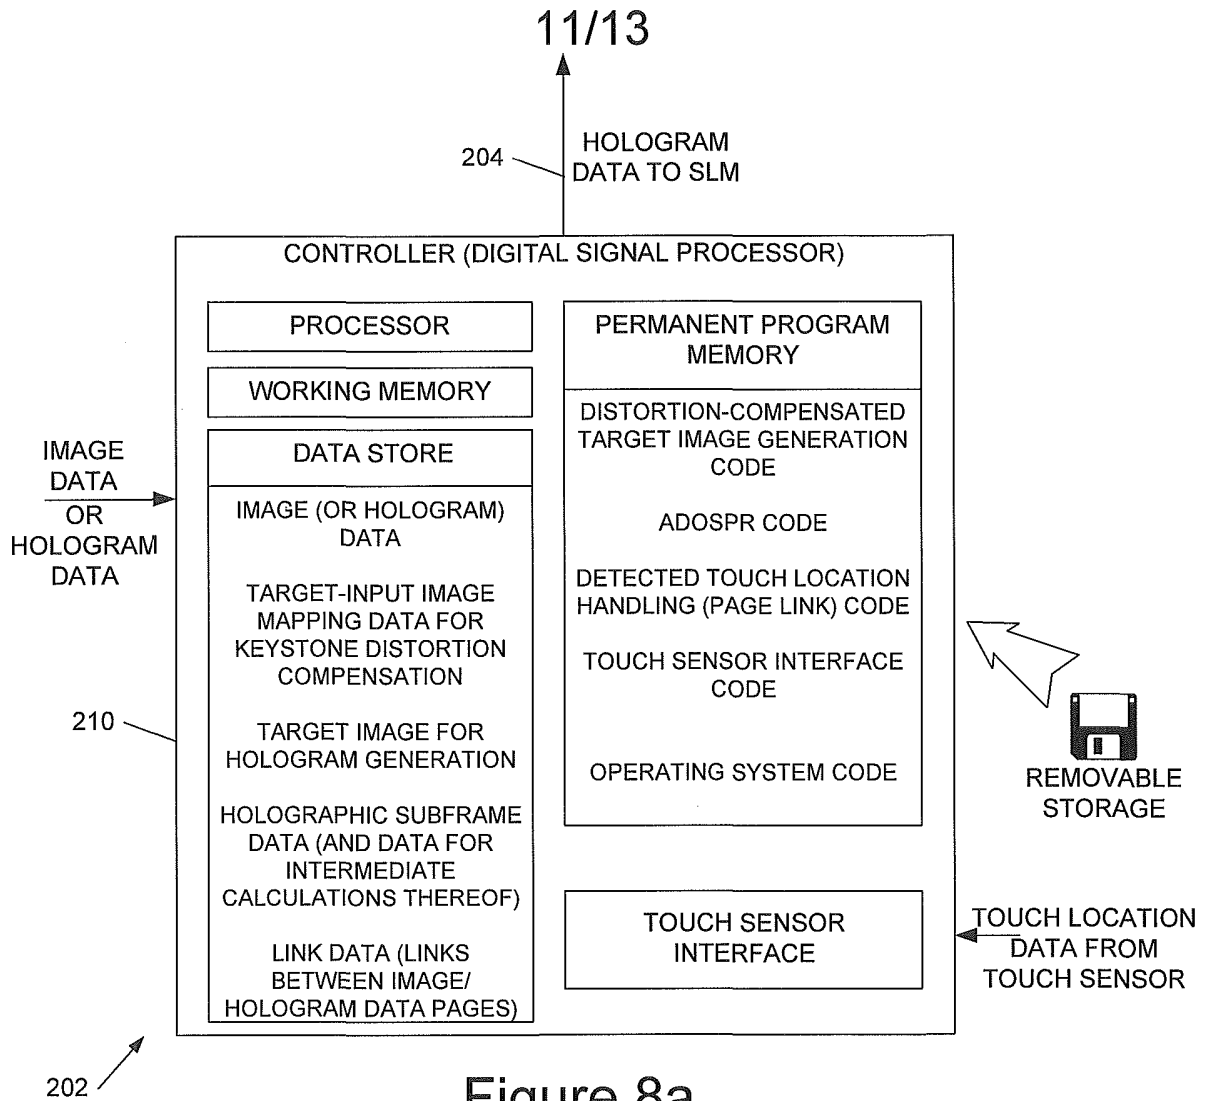 11/13
204
HOLOGRAM
DATA TO SLM
CONTROLLER (DIGITAL SIGNAL PROCESSOR)
PROCESSOR
WORKING MEMORY
DATA STORE
IMAGE (OR HOLOGRAM)
DATA
TARGET-INPUT IMAGE
MAPPING DATA FOR
KEYSTONE DISTORTION
COMPENSATION
TARGET IMAGE FOR
HOLOGRAM GENERATION
HOLOGRAPHIC SUBFRAME
DATA (AND DATA FOR
INTERMEDIATE
CALCULATIONS THEREOF)
LINK DATA (LINKS
BETWEEN IMAGE/
HOLOGRAM DATA PAGES)
PERMANENT PROGRAM
MEMORY
DISTORTION-COMPENSATED
TARGET IMAGE GENERATION
CODE
ADOSPR CODE
DETECTED TOUCH LOCATION
HANDLING (PAGE LINK) CODE
TOUCH SENSOR INTERFACE
CODE
OPERATING SYSTEM CODE
TOUCH SENSOR
INTERFACE
IMAGE
DATA
OR
HOLOGRAM
DATA
210
REMOVABLE
STORAGE
TOUCH LOCATION
DATA FROM
TOUCH SENSOR
202
Figure 8a